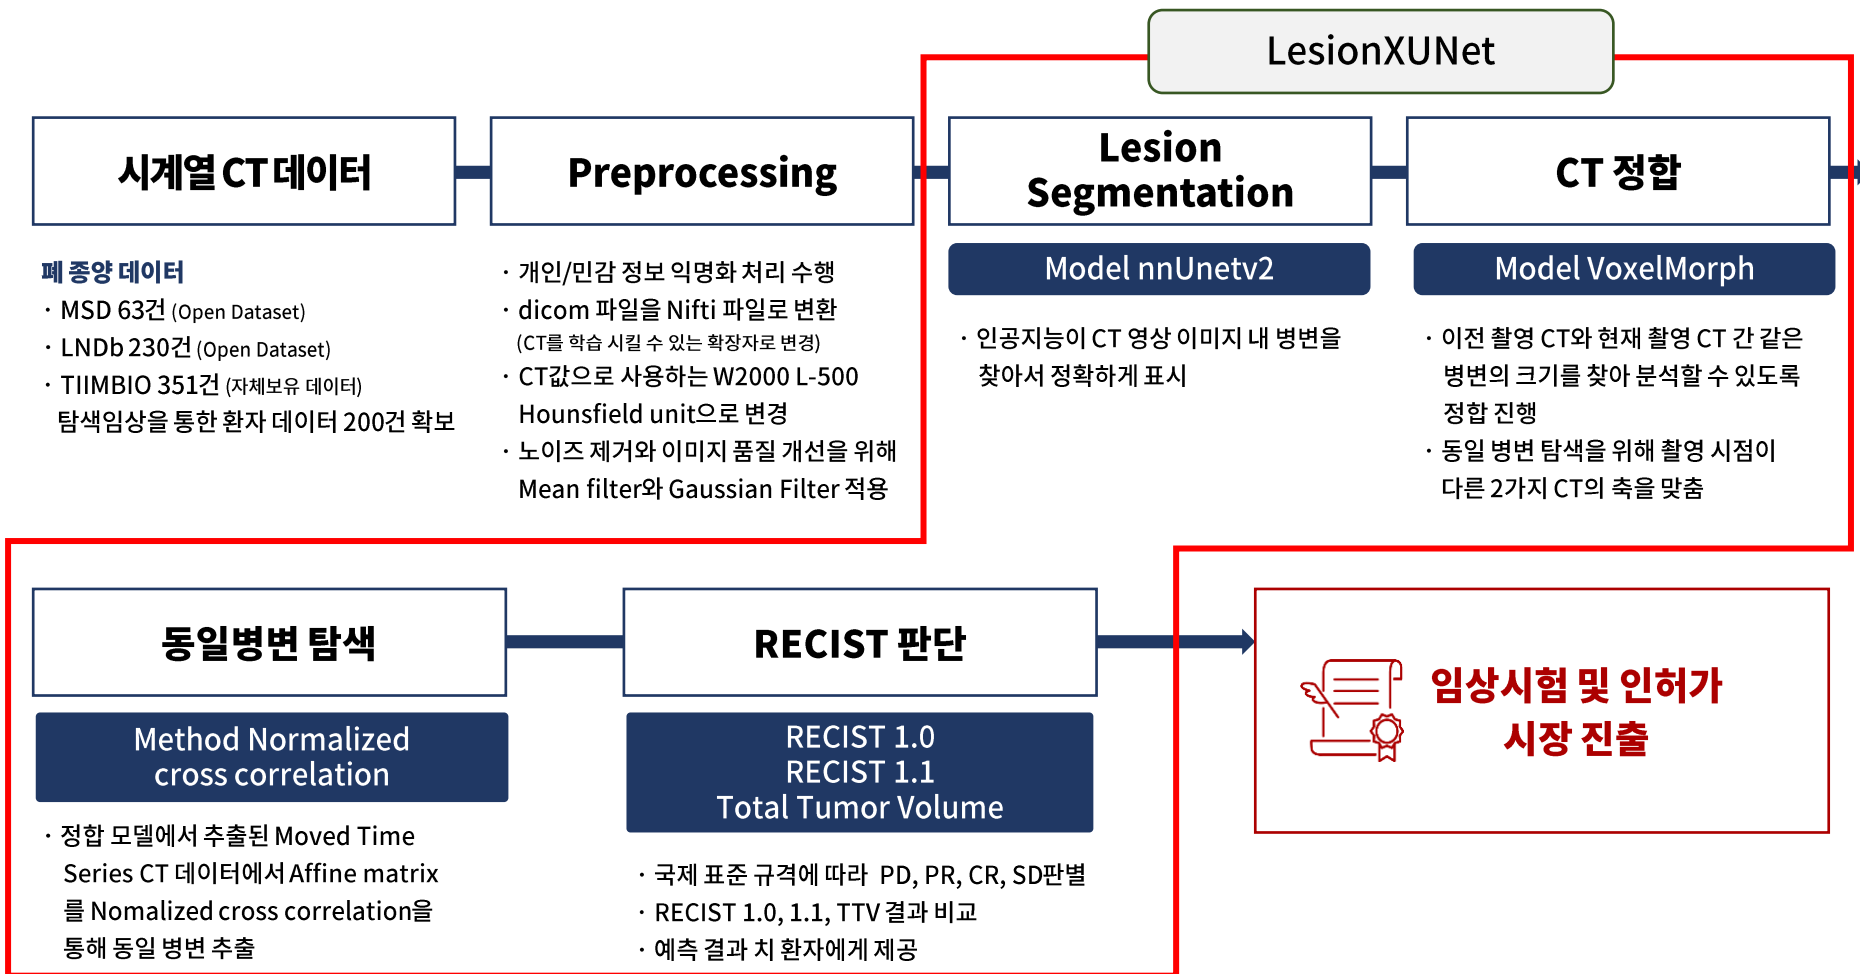 LesionXUNet
시계열 CT 데이터
폐 종양 데이터
· MSD 63건 (Open Dataset)
· LNDb 230건 (Open Dataset)
· TIIMBIO 351건 (자체보유 데이터)
탐색임상을 통한 환자 데이터 200건 확보
Preprocessing
· 개인/민감 정보 익명화 처리 수행
· dicom 파일을 Nifti 파일로 변환
(CT를 학습 시킬 수 있는 확장자로 변경)
· CT값으로 사용하는 W2000 L-500
Hounsfield unit으로 변경
· 노이즈 제거와 이미지 품질 개선을 위해
Mean filter와 Gaussian Filter 적용
Lesion
Segmentation
Model nnUnetv2
· 인공지능이 CT 영상 이미지 내 병변을
찾아서 정확하게 표시
CT 정합
Model VoxelMorph
· 이전 촬영 CT와 현재 촬영 CT 간 같은
병변의 크기를 찾아 분석할 수 있도록
정합 진행
· 동일 병변 탐색을 위해 촬영 시점이
다른 2가지 CT의 축을 맞춤
동일병변 탐색
Method Normalized
cross correlation
· 정합 모델에서 추출된 Moved Time
Series CT 데이터에서 Affine matrix
를 Nomalized cross correlation을
통해 동일 병변 추출
RECIST 판단
RECIST 1.0
RECIST 1.1
Total Tumor Volume
· 국제 표준 규격에 따라 PD, PR, CR, SD판별
· RECIST 1.0, 1.1, TTV 결과 비교
· 예측 결과 치 환자에게 제공
임상시험 및 인허가
시장 진출